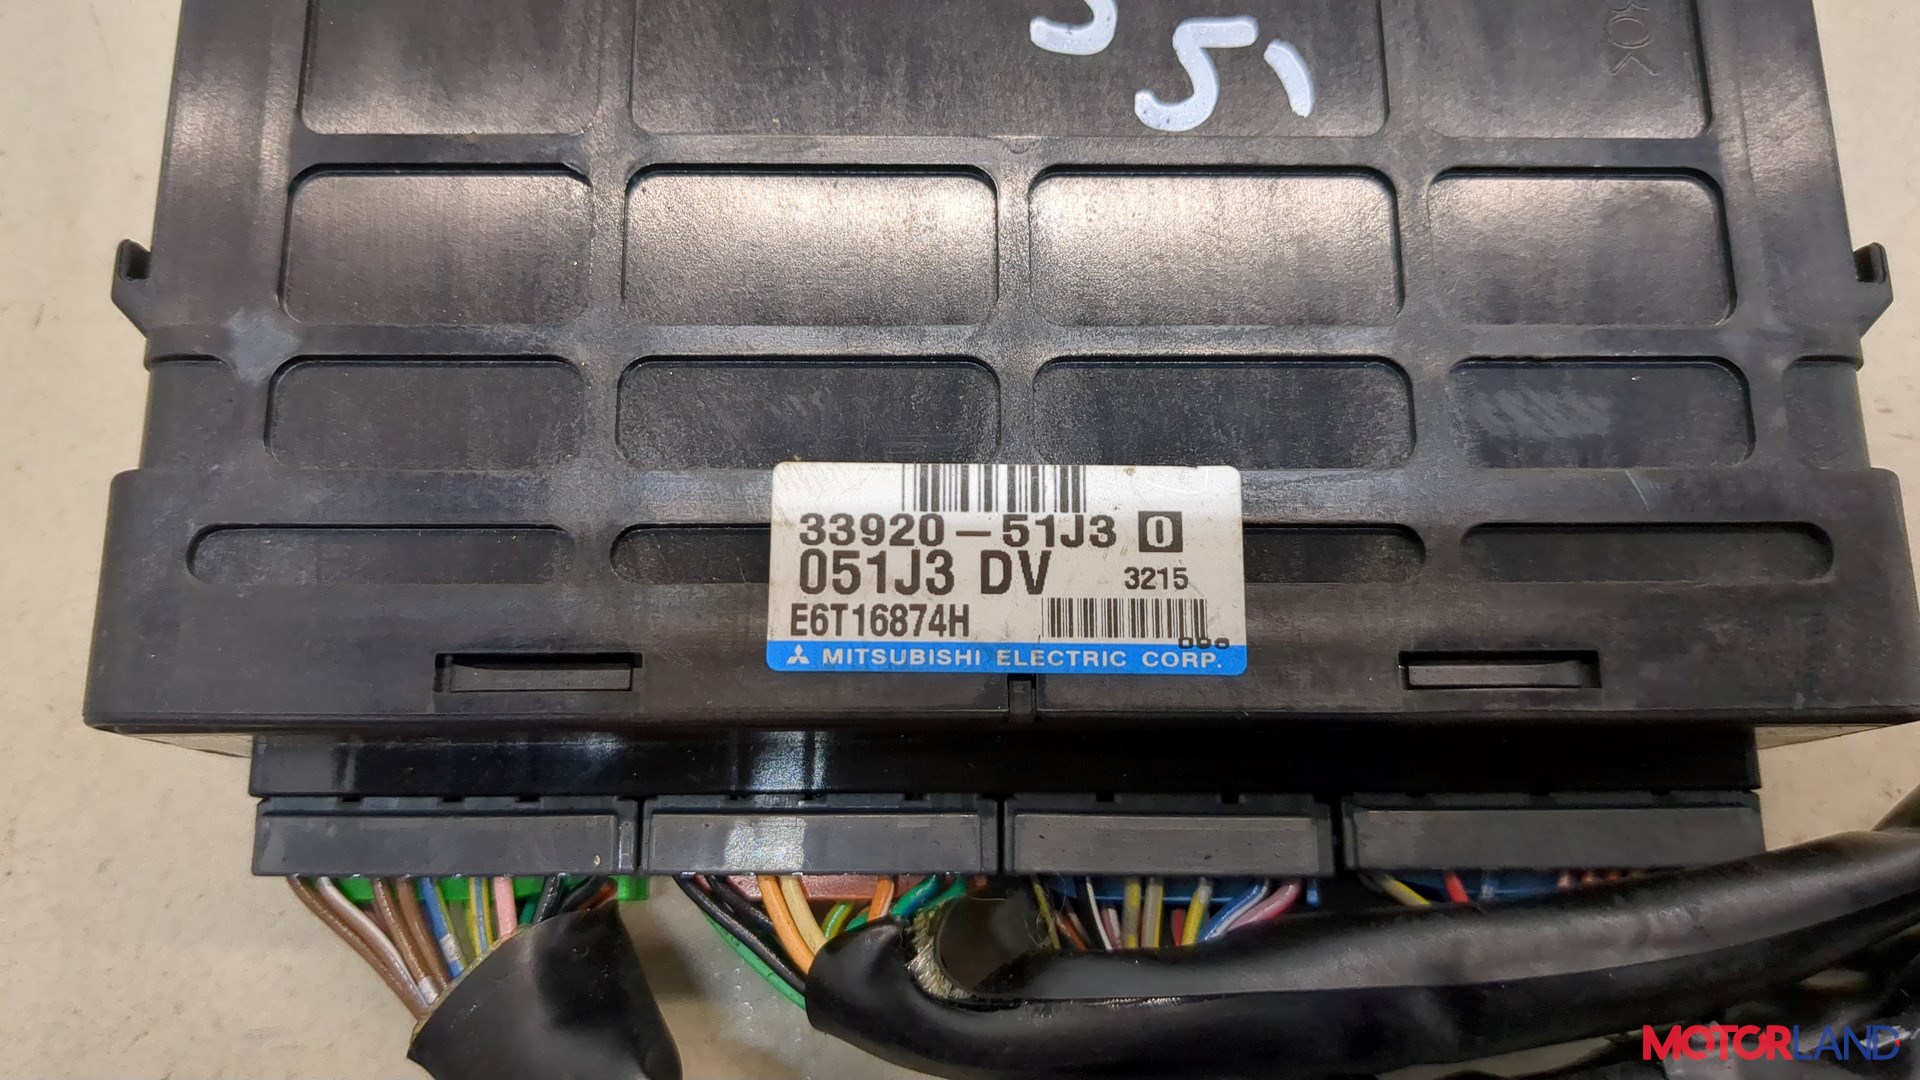 51
33920-51J3 0
051J3 DV 3215
E6T16874H
MITSUBISHI ELECTRIC CORP.
MOTORLAND